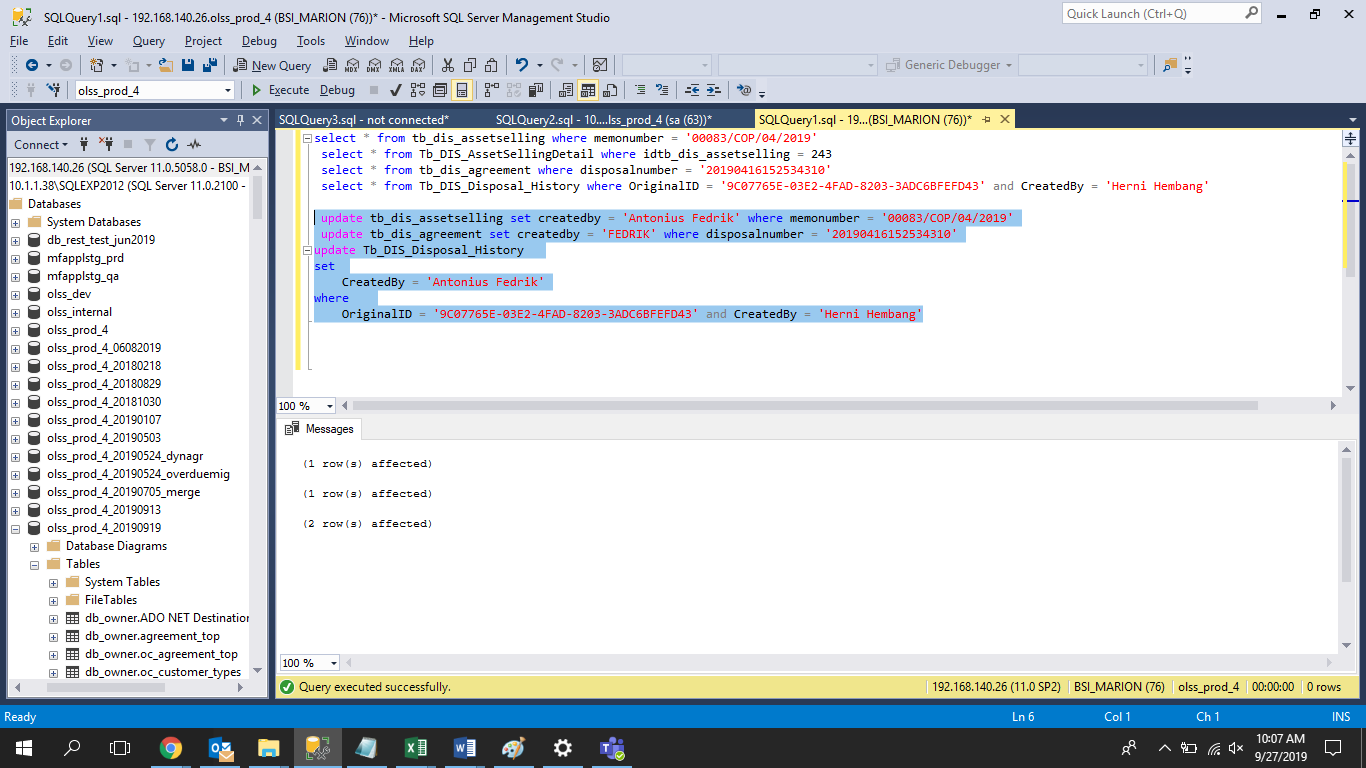 SQLQuery1.sql - 192.168.140.26.olss_prod_4 (BSI_MARION (76))* - Microsoft SQL Server Management Studio
Quick Launch (Ctrl+Q)
File Edit View Query Project Debug Tools Window Help
New Query
MDX DMX XMLA DAX
Generic Debugger
olss_prod_4
Execute Debug
Object Explorer
SQLQuery3.sql - not connected*
SQLQuery2.sql - 10....lss_prod_4 (sa (63))*
SQLQuery1.sql - 19...(BSI_MARION (76))*
Connect
192.168.140.26 (SQL Server 11.0.5058.0 - BSI_M
10.1.1.38\SQLEXP2012 (SQL Server 11.0.2100 -
Databases
System Databases
db_rest_test_jun2019
mfapplstg_prd
mfapplstg_qa
olss_dev
olss_internal
olss_prod_4
olss_prod_4_06082019
olss_prod_4_20180218
olss_prod_4_20180829
olss_prod_4_20181030
olss_prod_4_20190107
olss_prod_4_20190503
olss_prod_4_20190524_dynagr
olss_prod_4_20190524_overduemig
olss_prod_4_20190705_merge
olss_prod_4_20190913
olss_prod_4_20190919
Database Diagrams
Tables
System Tables
FileTables
db_owner.ADO NET Destination
db_owner.agreement_top
db_owner.oc_agreement_top
db_owner.oc_customer_types
select * from tb_dis_assetselling where memonumber = '00083/COP/04/2019'
select * from Tb_DIS_AssetSellingDetail where idtb_dis_assetselling = 243
select * from tb_dis_agreement where disposalnumber = '20190416152534310'
select * from Tb_DIS_Disposal_History where OriginalID = '9C07765E-03E2-4FAD-8203-3ADC6BFEFD43' and CreatedBy = 'Herni Hembang'
update tb_dis_assetselling set createdby = 'Antonius Fedrik' where memonumber = '00083/COP/04/2019'
update tb_dis_agreement set createdby = 'FEDRIK' where disposalnumber = '20190416152534310'
update Tb_DIS_Disposal_History
set
CreatedBy = 'Antonius Fedrik'
where
OriginalID = '9C07765E-03E2-4FAD-8203-3ADC6BFEFD43' and CreatedBy = 'Herni Hembang'
100 %
Messages
(1 row(s) affected)
(1 row(s) affected)
(2 row(s) affected)
100 %
Query executed successfully.
192.168.140.26 (11.0 SP2) BSI_MARION (76) olss_prod_4 00:00:00 0 rows
Ready
Ln 6 Col 1 Ch 1 INS
10:07 AM
9/27/2019